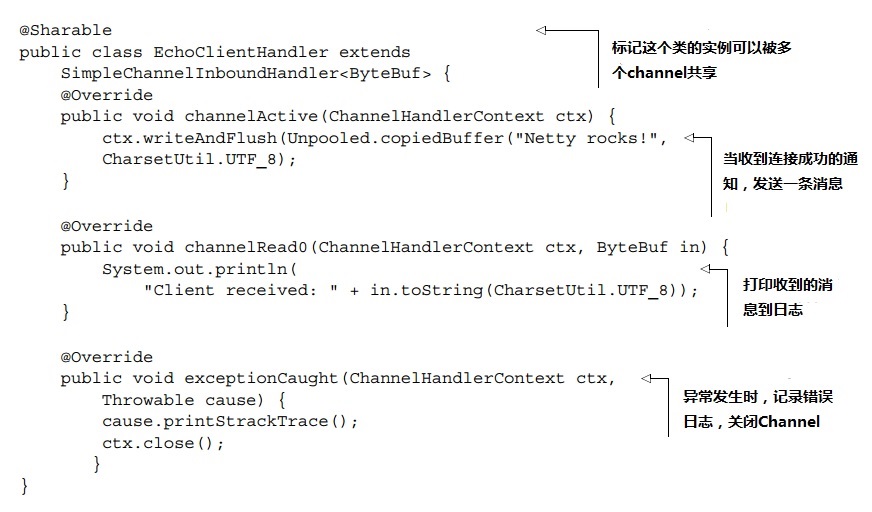 @Sharable
public class EchoClientHandler extends
SimpleChannelInboundHandler<ByteBuf> {
@Override
public void channelActive(ChannelHandlerContext ctx) {
ctx.writeAndFlush(Unpooled.copiedBuffer("Netty rocks!",
CharsetUtil.UTF_8);
}
@Override
public void channelRead0(ChannelHandlerContext ctx, ByteBuf in) {
System.out.println(
"Client received: " + in.toString(CharsetUtil.UTF_8));
}
@Override
public void exceptionCaught(ChannelHandlerContext ctx,
Throwable cause) {
cause.printStrackTrace();
ctx.close();
}
}
标记这个类的实例可以被多
个channel共享
当收到连接成功的通
知，发送一条消息
打印收到的消
息到日志
异常发生时，记录错误
日志，关闭Channel